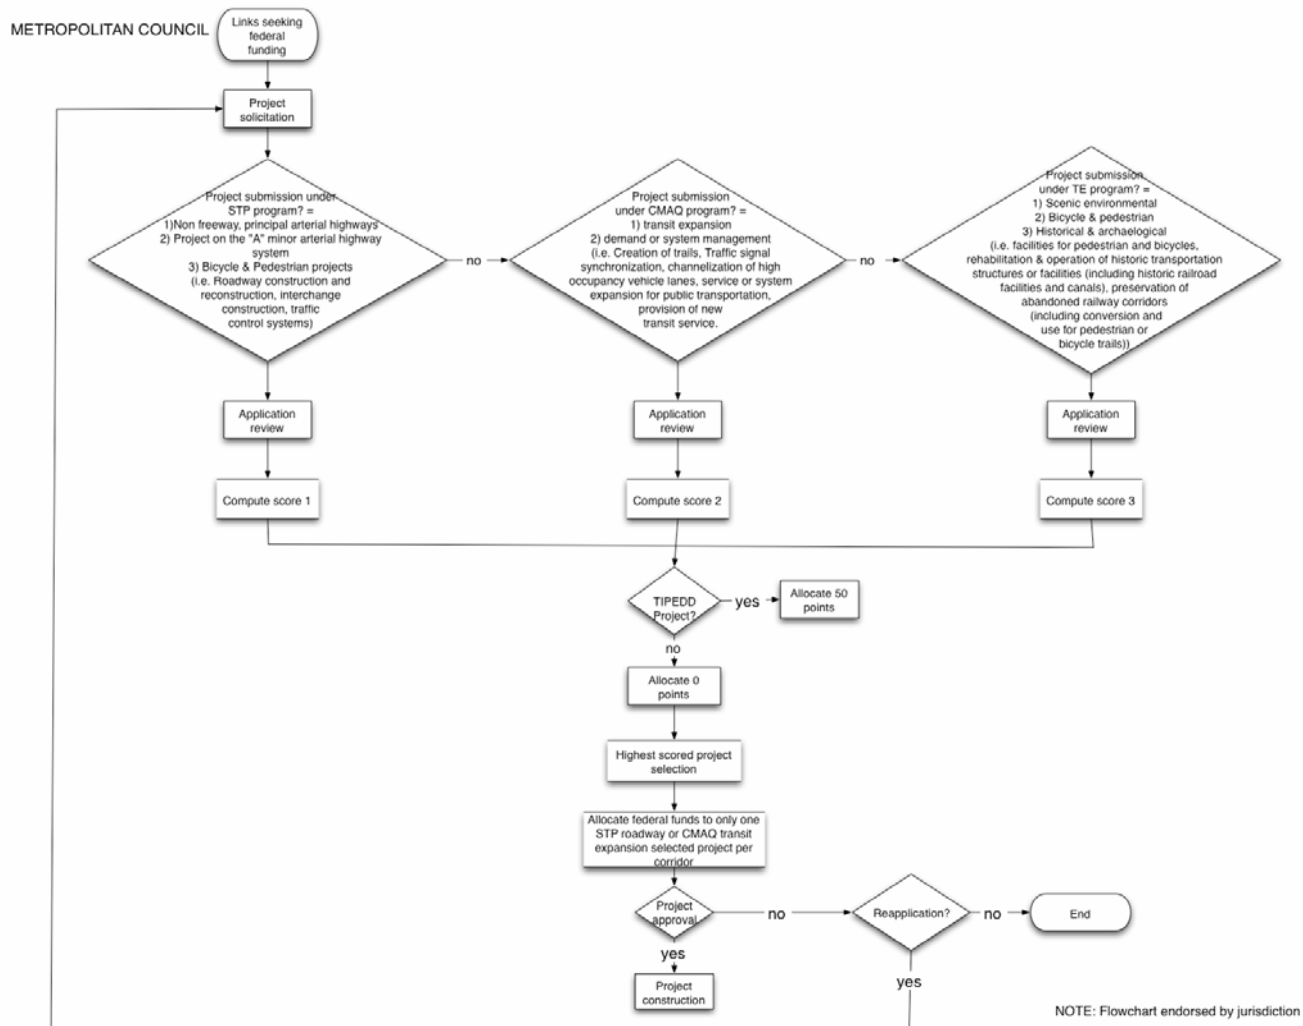 METROPOLITAN COUNCIL
Links seeking
federal
funding
Project
solicitation
Project submission under
STP program? =
1)Non freeway, principal arterial highways
2) Project on the "A" minor arterial highway
system
3) Bicycle & Pedestrian projects
(i.e. Roadway construction and
reconstruction, interchange
construction, traffic
control systems)
no
Project submission
under CMAQ program? =
1) transit expansion
2) demand or system management
(i.e. Creation of trails, Traffic signal
synchronization, channelization of high
occupancy vehicle lanes, service or system
expansion for public transportation,
provision of new
transit service.
no
Project submission
under TE program? =
1) Scenic environmental
2) Bicycle & pedestrian
3) Historical & archaelogical
(i.e. facilities for pedestrian and bicycles,
rehabilitation & operation of historic transportation
structures or facilities (including historic railroad
facilities and canals), preservation of
abandoned railway corridors
(including conversion and
use for pedestrian or
bicycle trails))
Application
review
Application
review
Application
review
Compute score 1
Compute score 2
Compute score 3
TIPEDD
Project?
yes
Allocate 50
points
no
Allocate 0
points
Highest scored project
selection
Allocate federal funds to only one
STP roadway or CMAQ transit
expansion selected project per
corridor
Project
approval
no
Reapplication?
no
End
yes
Project
construction
yes
NOTE: Flowchart endorsed by jurisdiction